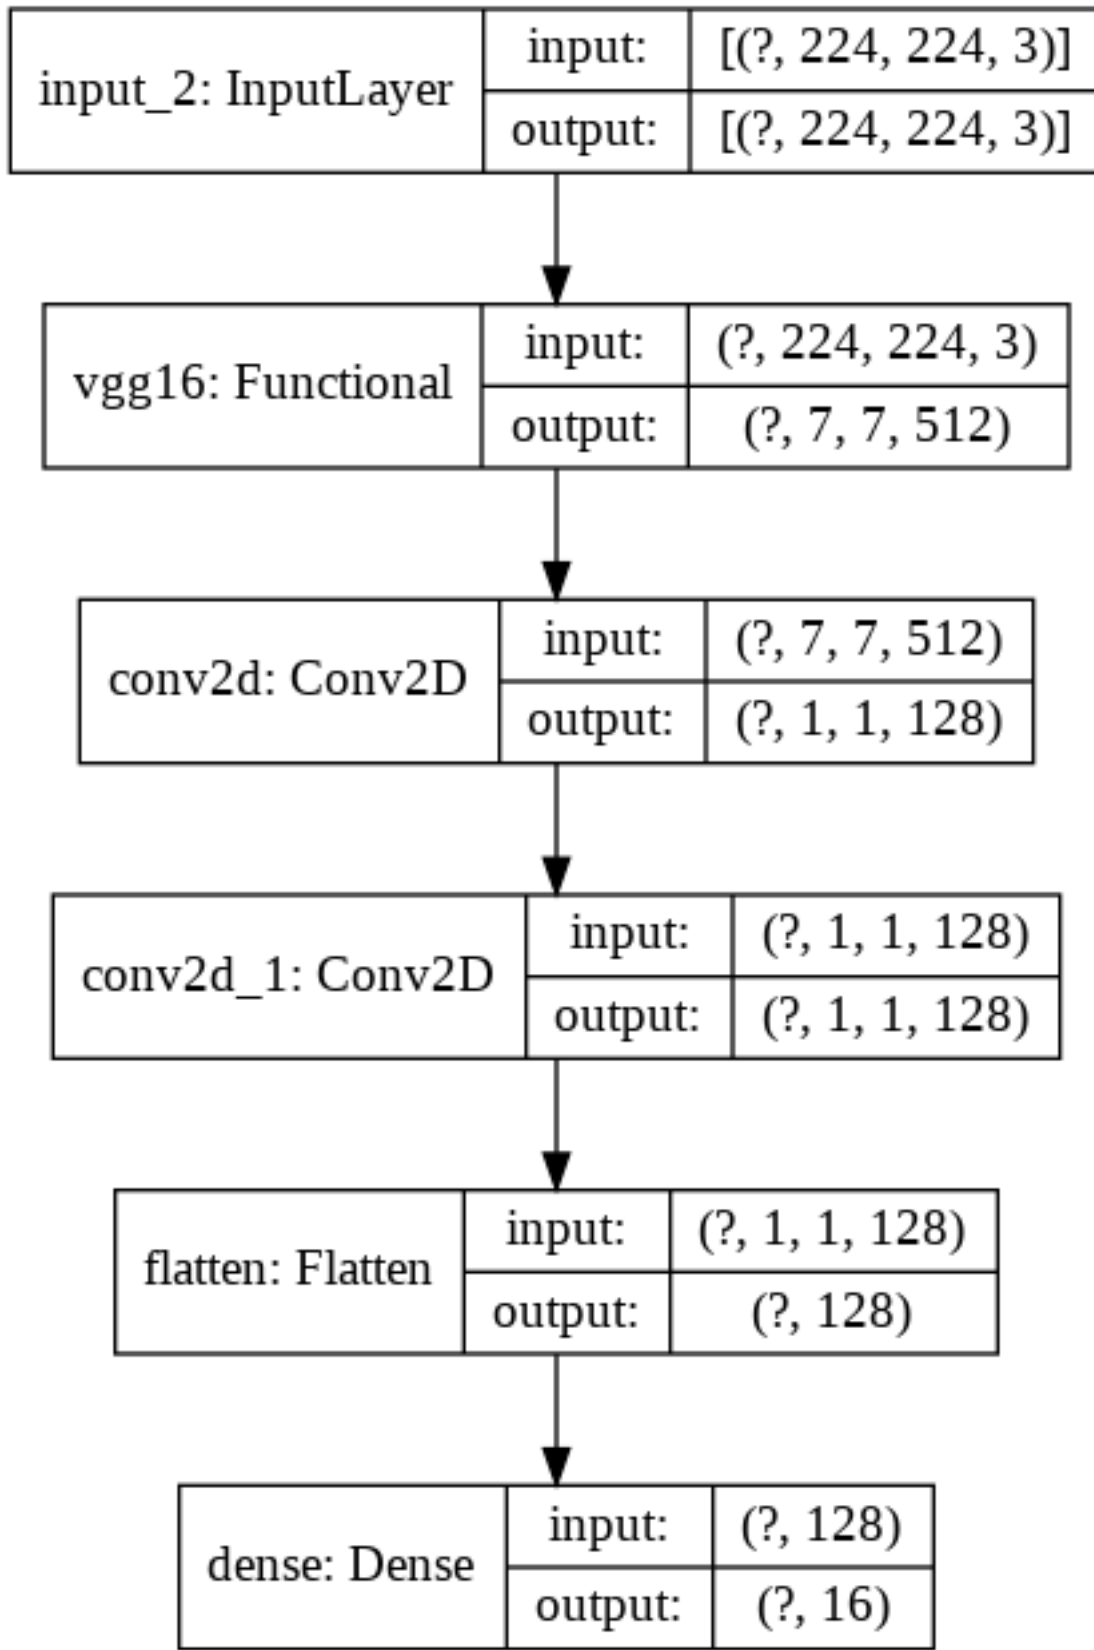 input_2: InputLayer
input: [(?, 224, 224, 3)]
output: [(?, 224, 224, 3)]
vgg16: Functional
input: (?, 224, 224, 3)
output: (?, 7, 7, 512)
conv2d: Conv2D
input: (?, 7, 7, 512)
output: (?, 1, 1, 128)
conv2d_1: Conv2D
input: (?, 1, 1, 128)
output: (?, 1, 1, 128)
flatten: Flatten
input: (?, 1, 1, 128)
output: (?, 128)
dense: Dense
input: (?, 128)
output: (?, 16)